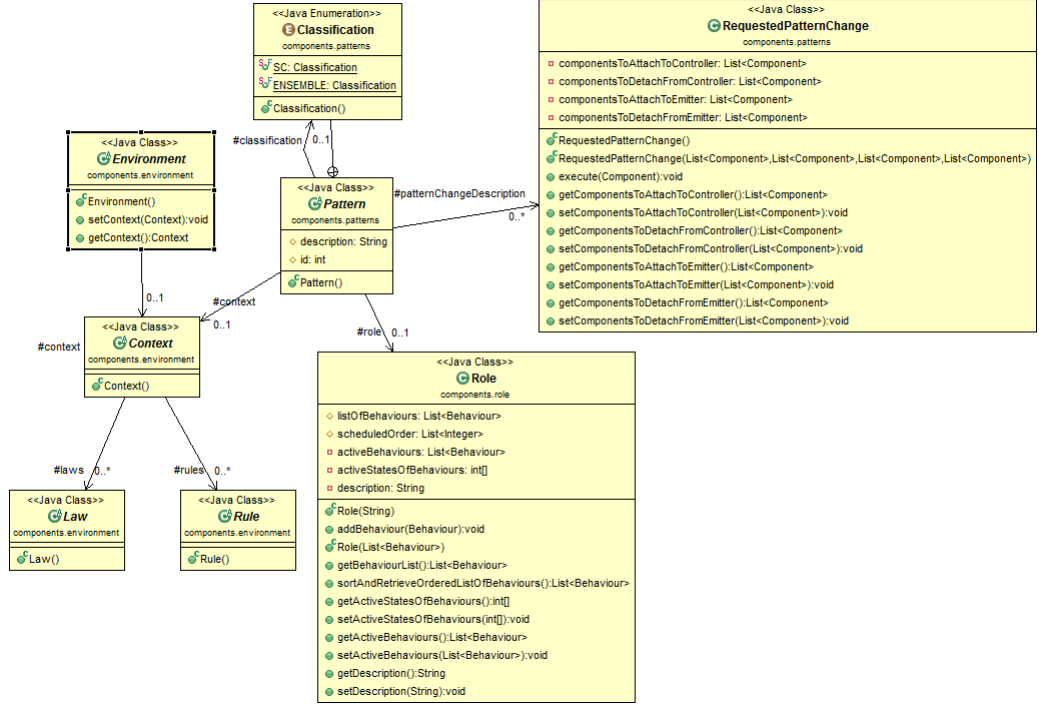 <<Java Enumeration>>
Classification
components.patterns
SC: Classification
ENSEMBLE: Classification
Classification()
<<Java Class>>
RequestedPatternChange
components.patterns
componentsToAttachToController: List<Component>
componentsToDetachFromController: List<Component>
componentsToAttachToEmitter: List<Component>
componentsToDetachFromEmitter: List<Component>
RequestedPatternChange()
RequestedPatternChange(List<Component>,List<Component>,List<Component>,List<Component>)
execute(Component):void
getComponentsToAttachToController():List<Component>
setComponentsToAttachToController(List<Component>):void
getComponentsToDetachFromController():List<Component>
setComponentsToDetachFromController(List<Component>):void
getComponentsToAttachToEmitter():List<Component>
setComponentsToAttachToEmitter(List<Component>):void
getComponentsToDetachFromEmitter():List<Component>
setComponentsToDetachFromEmitter(List<Component>):void
#classification
0..1
<<Java Class>>
Environment
components.environment
Environment()
setContext(Context):void
getContext():Context
<<Java Class>>
Pattern
components.patterns
description: String
id: int
Pattern()
#patternChangeDescription
0..*
0..1
#context
0..1
#context
#role
0..1
<<Java Class>>
Context
components.environment
Context()
#laws
0..*
#rules
0..*
<<Java Class>>
Law
components.environment
Law()
<<Java Class>>
Rule
components.environment
Rule()
<<Java Class>>
Role
components.role
listOfBehaviours: List<Behaviour>
scheduledOrder: List<Integer>
activeBehaviours: List<Behaviour>
activeStatesOfBehaviours: int[]
description: String
Role(String)
addBehaviour(Behaviour):void
Role(List<Behaviour>)
getBehaviourList():List<Behaviour>
sortAndRetrieveOrderedListOfBehaviours():List<Behaviour>
getActiveStatesOfBehaviours():int[]
setActiveStatesOfBehaviours(int[]):void
getActiveBehaviours():List<Behaviour>
setActiveBehaviours(List<Behaviour>):void
getDescription():String
setDescription(String):void